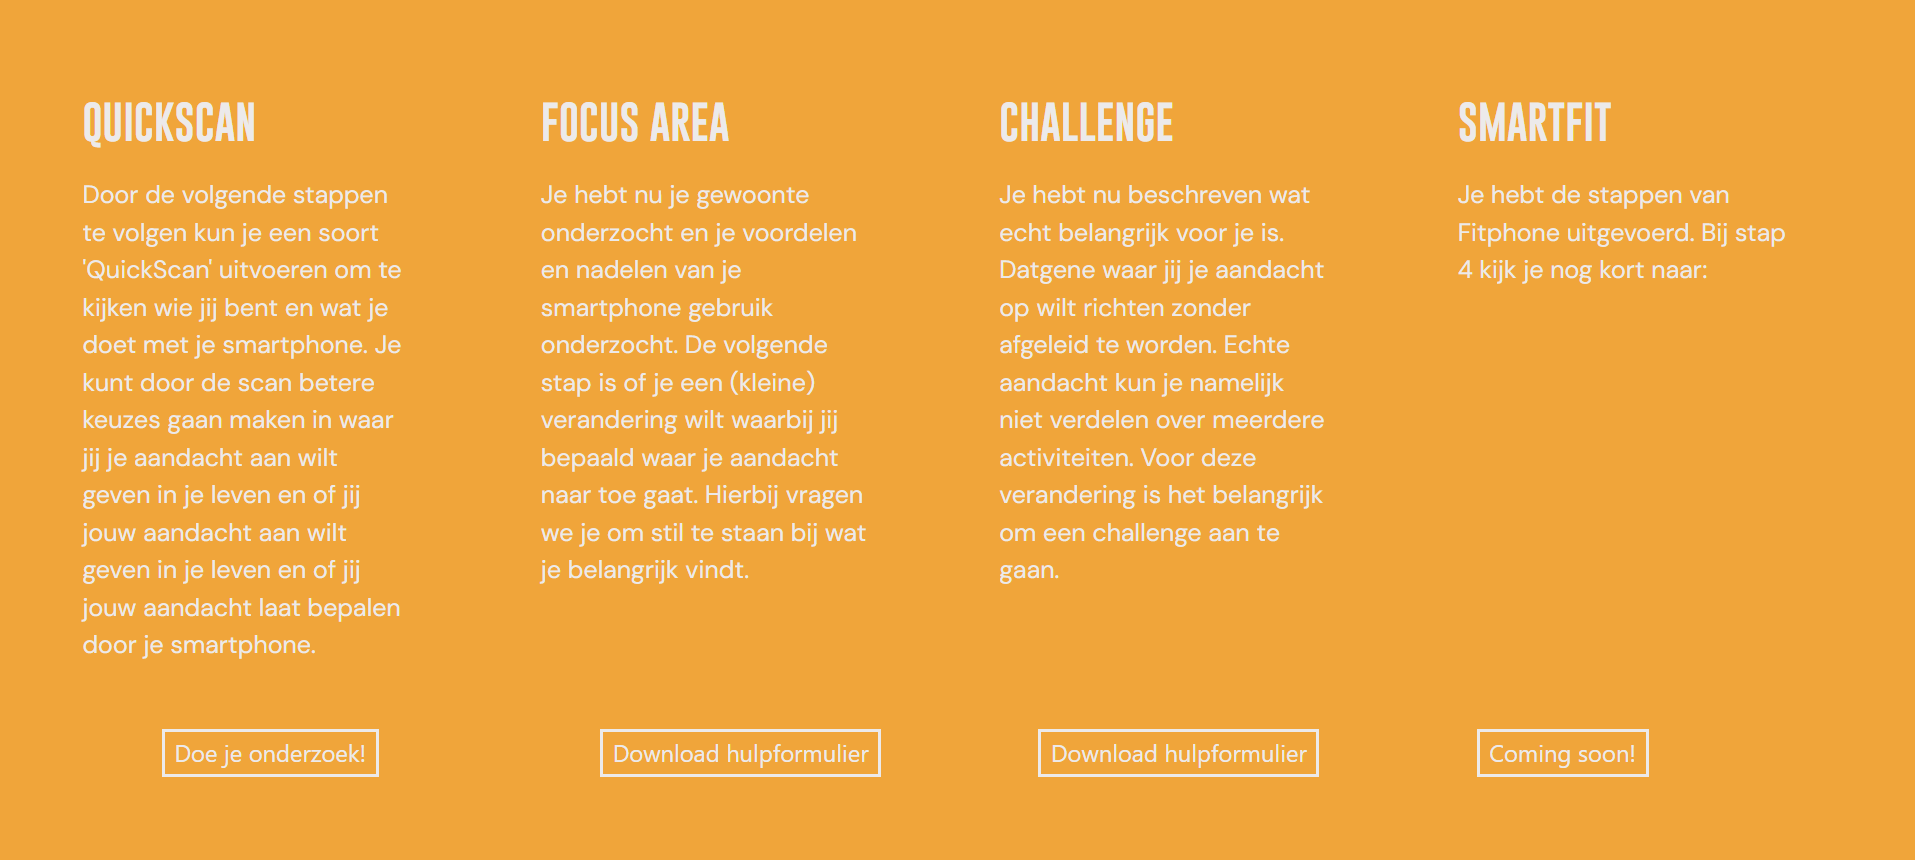 QUICKSCAN
Door de volgende stappen
te volgen kun je een soort
'QuickScan' uitvoeren om te
kijken wie jij bent en wat je
doet met je smartphone. Je
kunt door de scan betere
keuzes gaan maken in waar
jij je aandacht aan wilt
geven in je leven en of jij
jouw aandacht aan wilt
geven in je leven en of jij
jouw aandacht laat bepalen
door je smartphone.
Doe je onderzoek!
FOCUS AREA
Je hebt nu je gewoonte
onderzocht en je voordelen
en nadelen van je
smartphone gebruik
onderzocht. De volgende
stap is of je een (kleine)
verandering wilt waarbij jij
bepaald waar je aandacht
naar toe gaat. Hierbij vragen
we je om stil te staan bij wat
je belangrijk vindt.
Download hulpformulier
CHALLENGE
Je hebt nu beschreven wat
echt belangrijk voor je is.
Datgene waar jij je aandacht
op wilt richten zonder
afgeleid te worden. Echte
aandacht kun je namelijk
niet verdelen over meerdere
activiteiten. Voor deze
verandering is het belangrijk
om een challenge aan te
gaan.
Download hulpformulier
SMARTFIT
Je hebt de stappen van
Fitphone uitgevoerd. Bij stap
4 kijk je nog kort naar:
Coming soon!